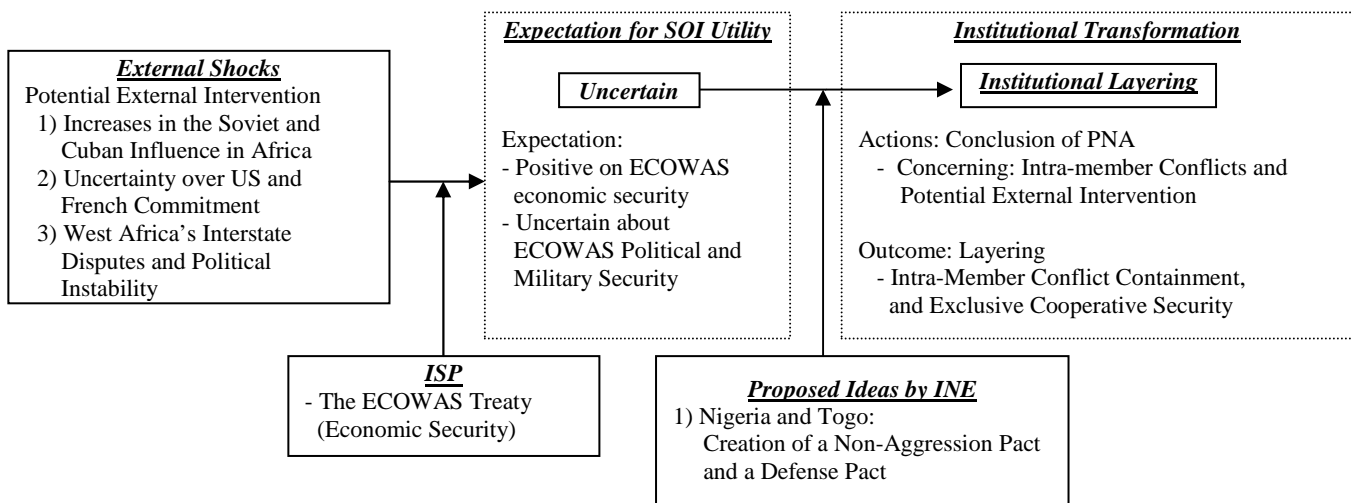 External Shocks
Potential External Intervention
1) Increases in the Soviet and
Cuban Influence in Africa
2) Uncertainty over US and
French Commitment
3) West Africa's Interstate
Disputes and Political
Instability
Expectation for SOI Utility
Uncertain
Expectation:
- Positive on ECOWAS
economic security
- Uncertain about
ECOWAS Political and
Military Security
Institutional Transformation
Institutional Layering
Actions: Conclusion of PNA
- Concerning: Intra-member Conflicts and
Potential External Intervention
Outcome: Layering
- Intra-Member Conflict Containment,
and Exclusive Cooperative Security
ISP
- The ECOWAS Treaty
(Economic Security)
Proposed Ideas by INE
1) Nigeria and Togo:
Creation of a Non-Aggression Pact
and a Defense Pact